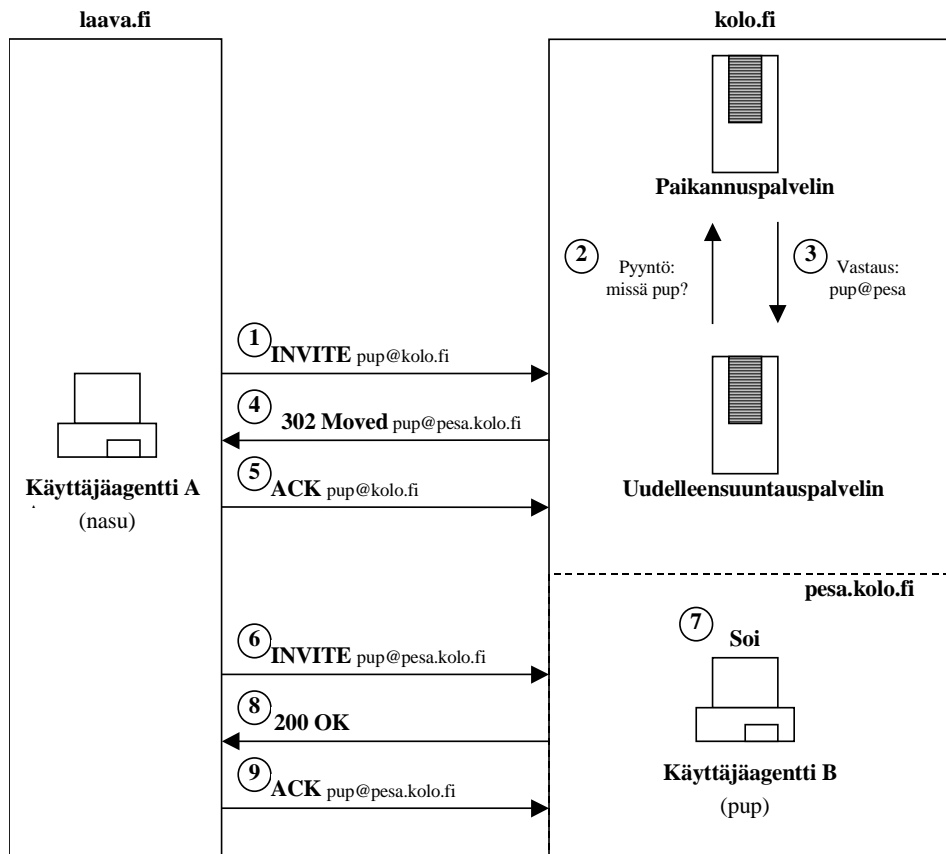 laava.fi
kolo.fi
Paikannuspalvelin
2
Pyyntö:
missä pup?
3
Vastaus:
pup@pesa
1
INVITE pup@kolo.fi
4
302 Moved pup@pesa.kolo.fi
5
ACK pup@kolo.fi
Käyttäjäagentti A
(nasu)
Uudelleensuuntauspalvelin
pesa.kolo.fi
6
INVITE pup@pesa.kolo.fi
7
Soi
8
200 OK
9
ACK pup@pesa.kolo.fi
Käyttäjäagentti B
(pup)